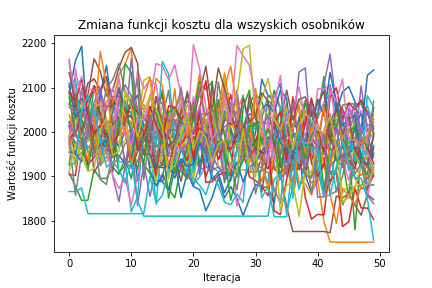 Zmiana funkcji kosztu dla wszyskich osobników
2200
2100
2000
1900
1800
Wartość funkcji kosztu
0 10 20 30 40 50
Iteracja